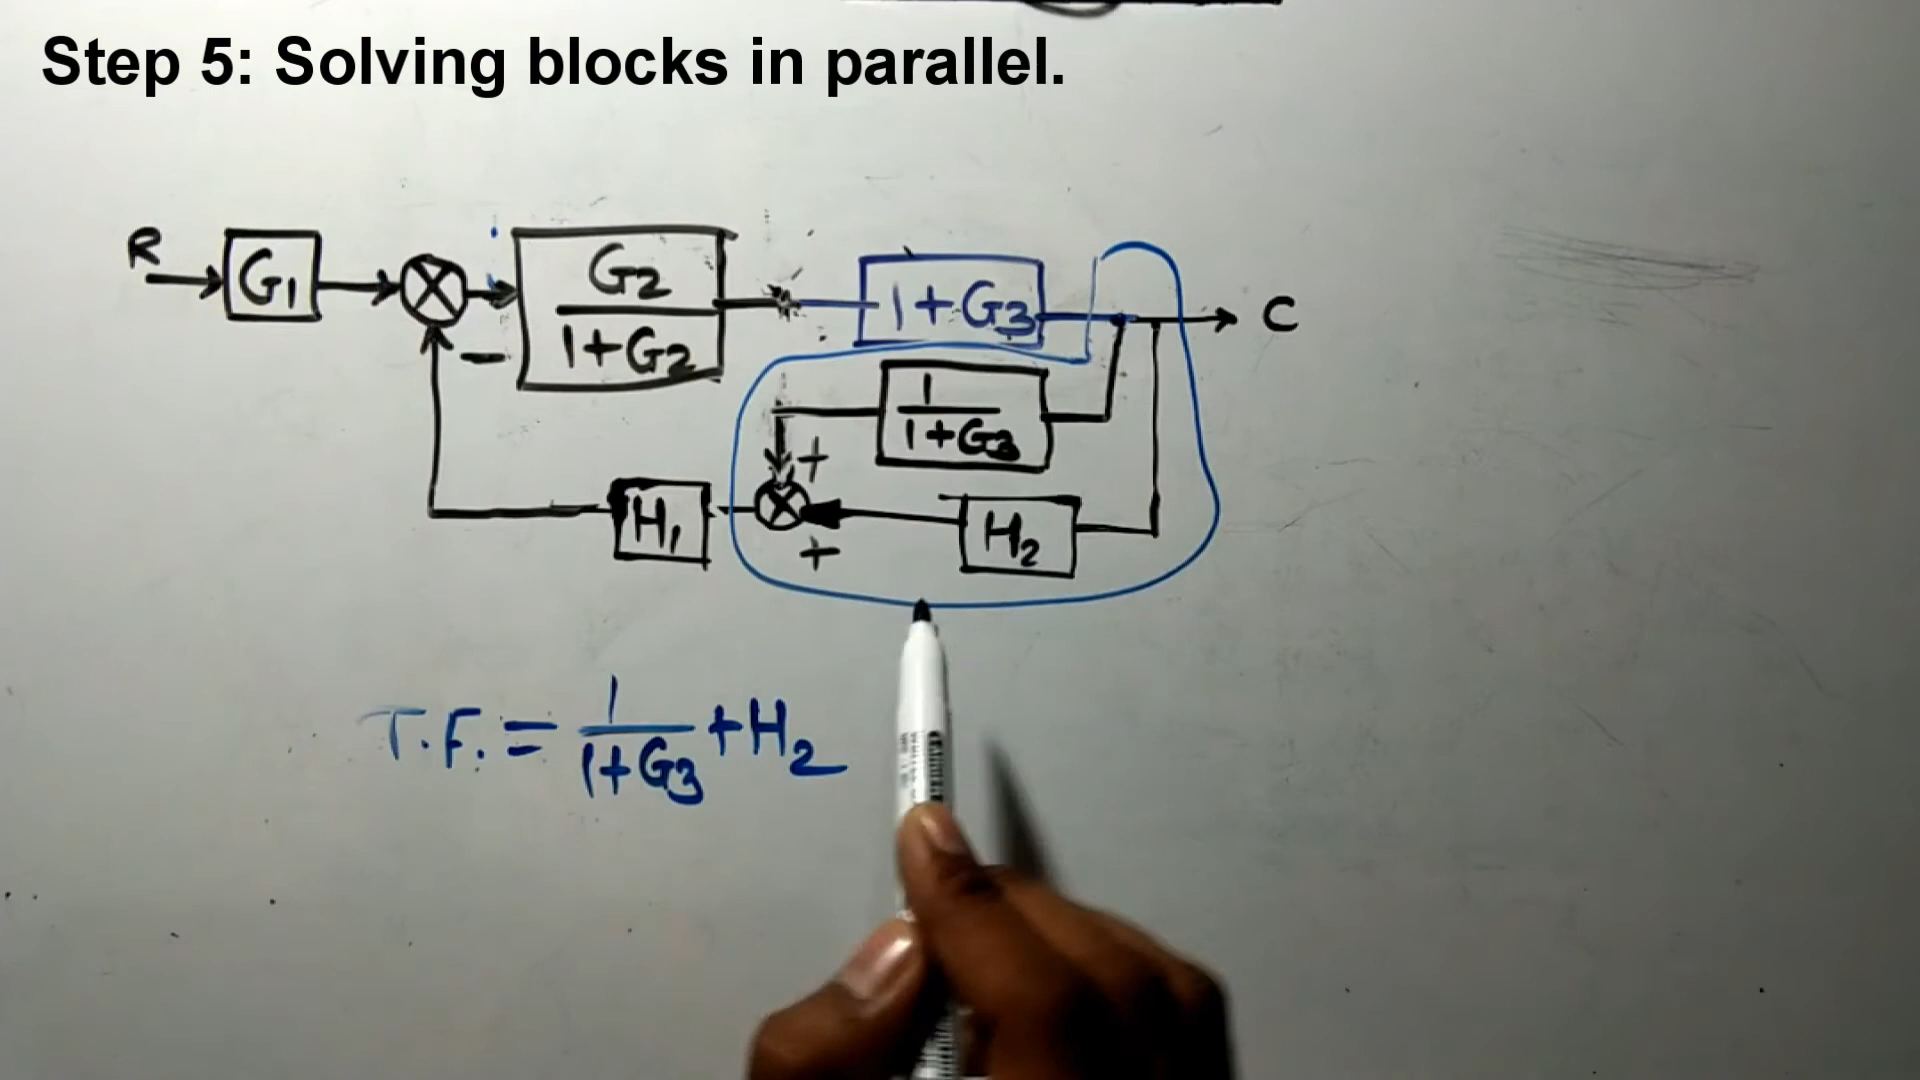 Step 5: Solving blocks in parallel.
R
G1
G2
1+G2
1+G3
C
−
1
1+G3
+
H1
+
H2
T.F. = 1/1+G3 + H2